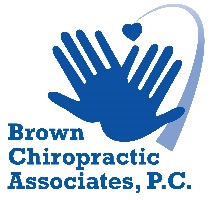 Brown
Chiropractic
Associates, P.C.